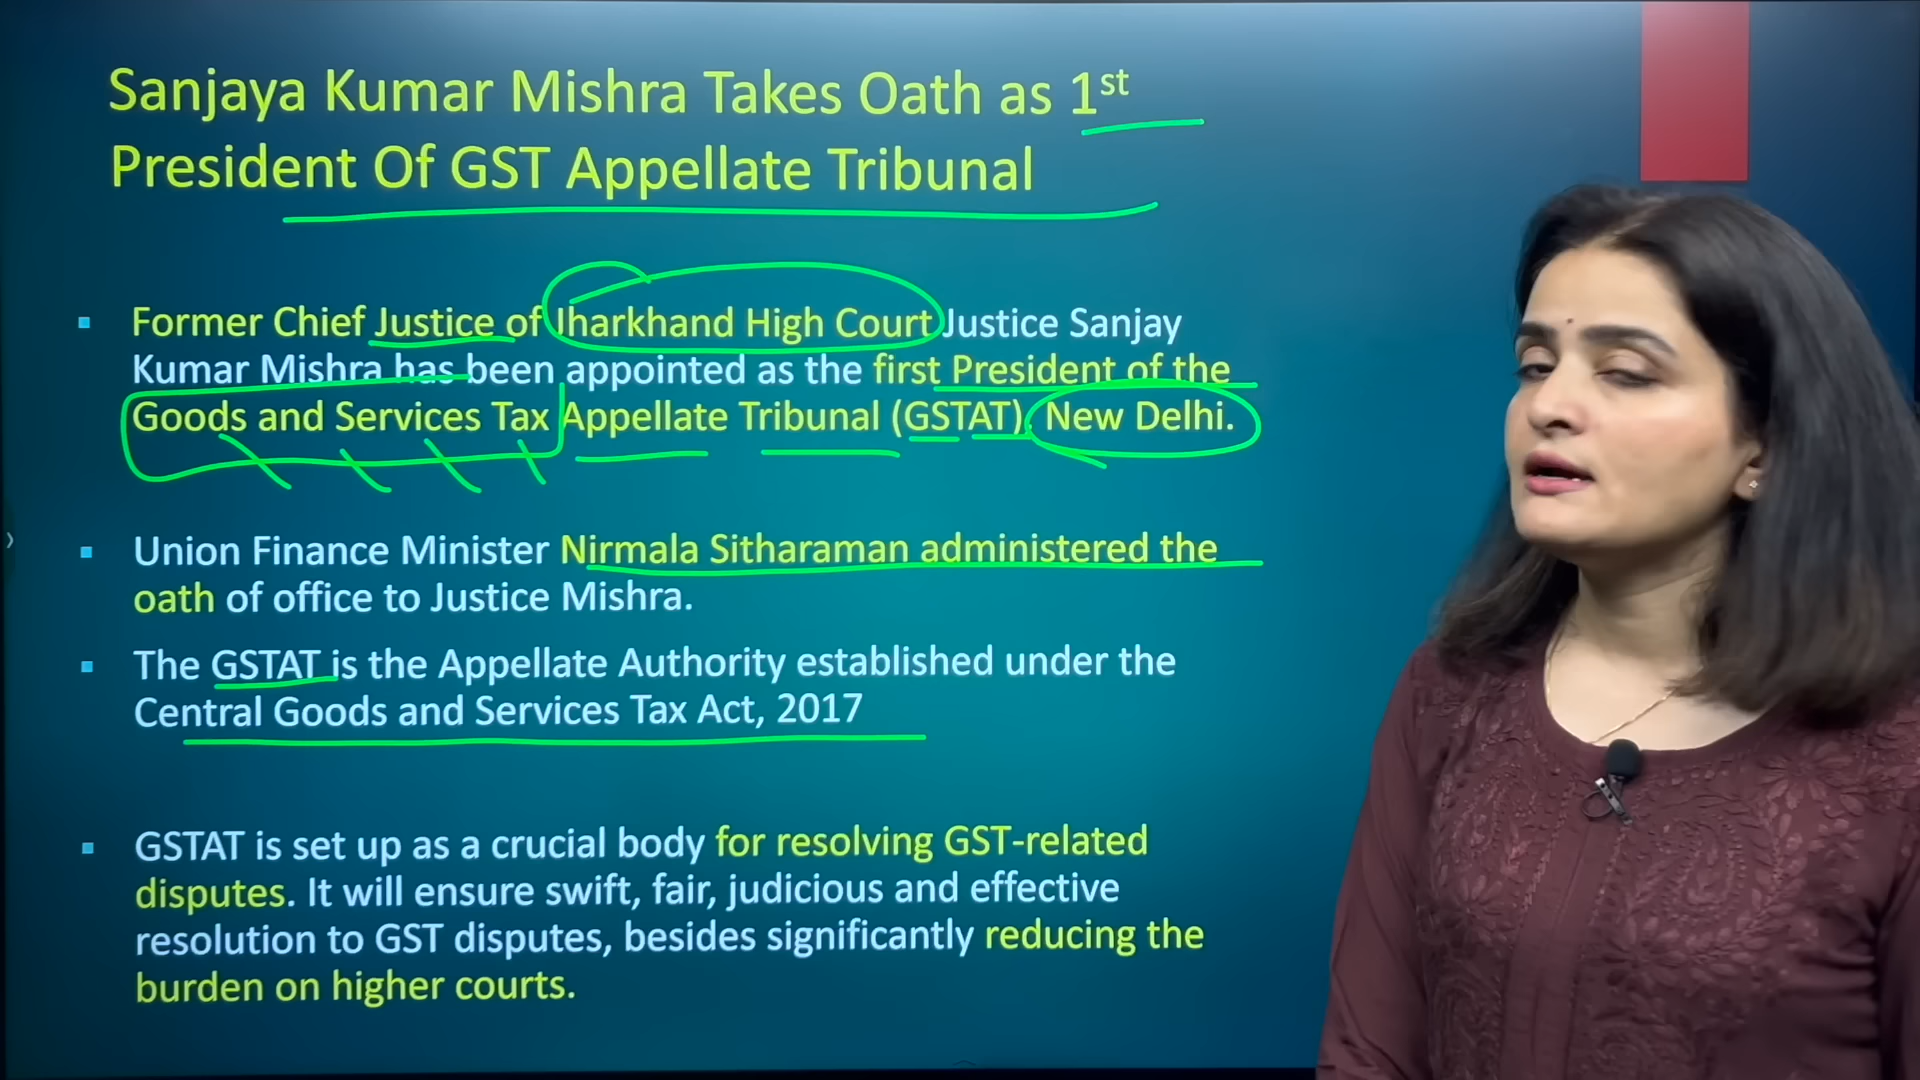 Sanjaya Kumar Mishra Takes Oath as 1st
President Of GST Appellate Tribunal
Former Chief Justice of Jharkhand High Court Justice Sanjay
Kumar Mishra has been appointed as the first President of the
Goods and Services Tax Appellate Tribunal (GSTAT), New Delhi.
Union Finance Minister Nirmala Sitharaman administered the
oath of office to Justice Mishra.
The GSTAT is the Appellate Authority established under the
Central Goods and Services Tax Act, 2017
GSTAT is set up as a crucial body for resolving GST-related
disputes. It will ensure swift, fair, judicious and effective
resolution to GST disputes, besides significantly reducing the
burden on higher courts.